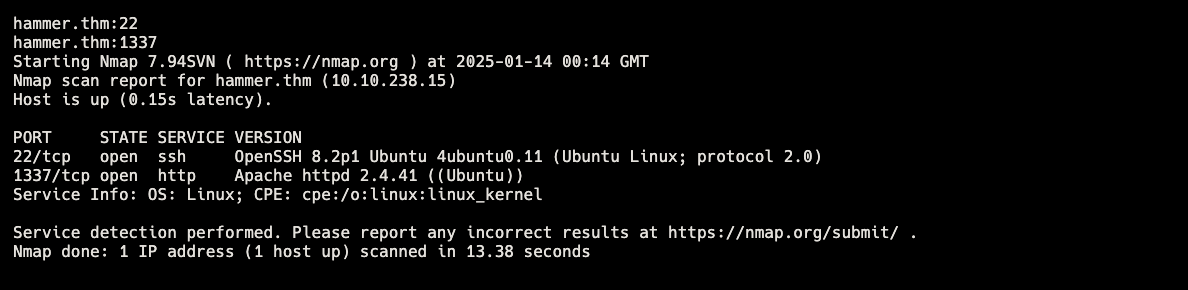 hammer.thm:22
hammer.thm:1337
Starting Nmap 7.94SVN ( https://nmap.org ) at 2025-01-14 00:14 GMT
Nmap scan report for hammer.thm (10.10.238.15)
Host is up (0.15s latency).
PORT     STATE SERVICE VERSION
22/tcp   open  ssh     OpenSSH 8.2p1 Ubuntu 4ubuntu0.11 (Ubuntu Linux; protocol 2.0)
1337/tcp open  http    Apache httpd 2.4.41 ((Ubuntu))
Service Info: OS: Linux; CPE: cpe:/o:linux:linux_kernel
Service detection performed. Please report any incorrect results at https://nmap.org/submit/ .
Nmap done: 1 IP address (1 host up) scanned in 13.38 seconds